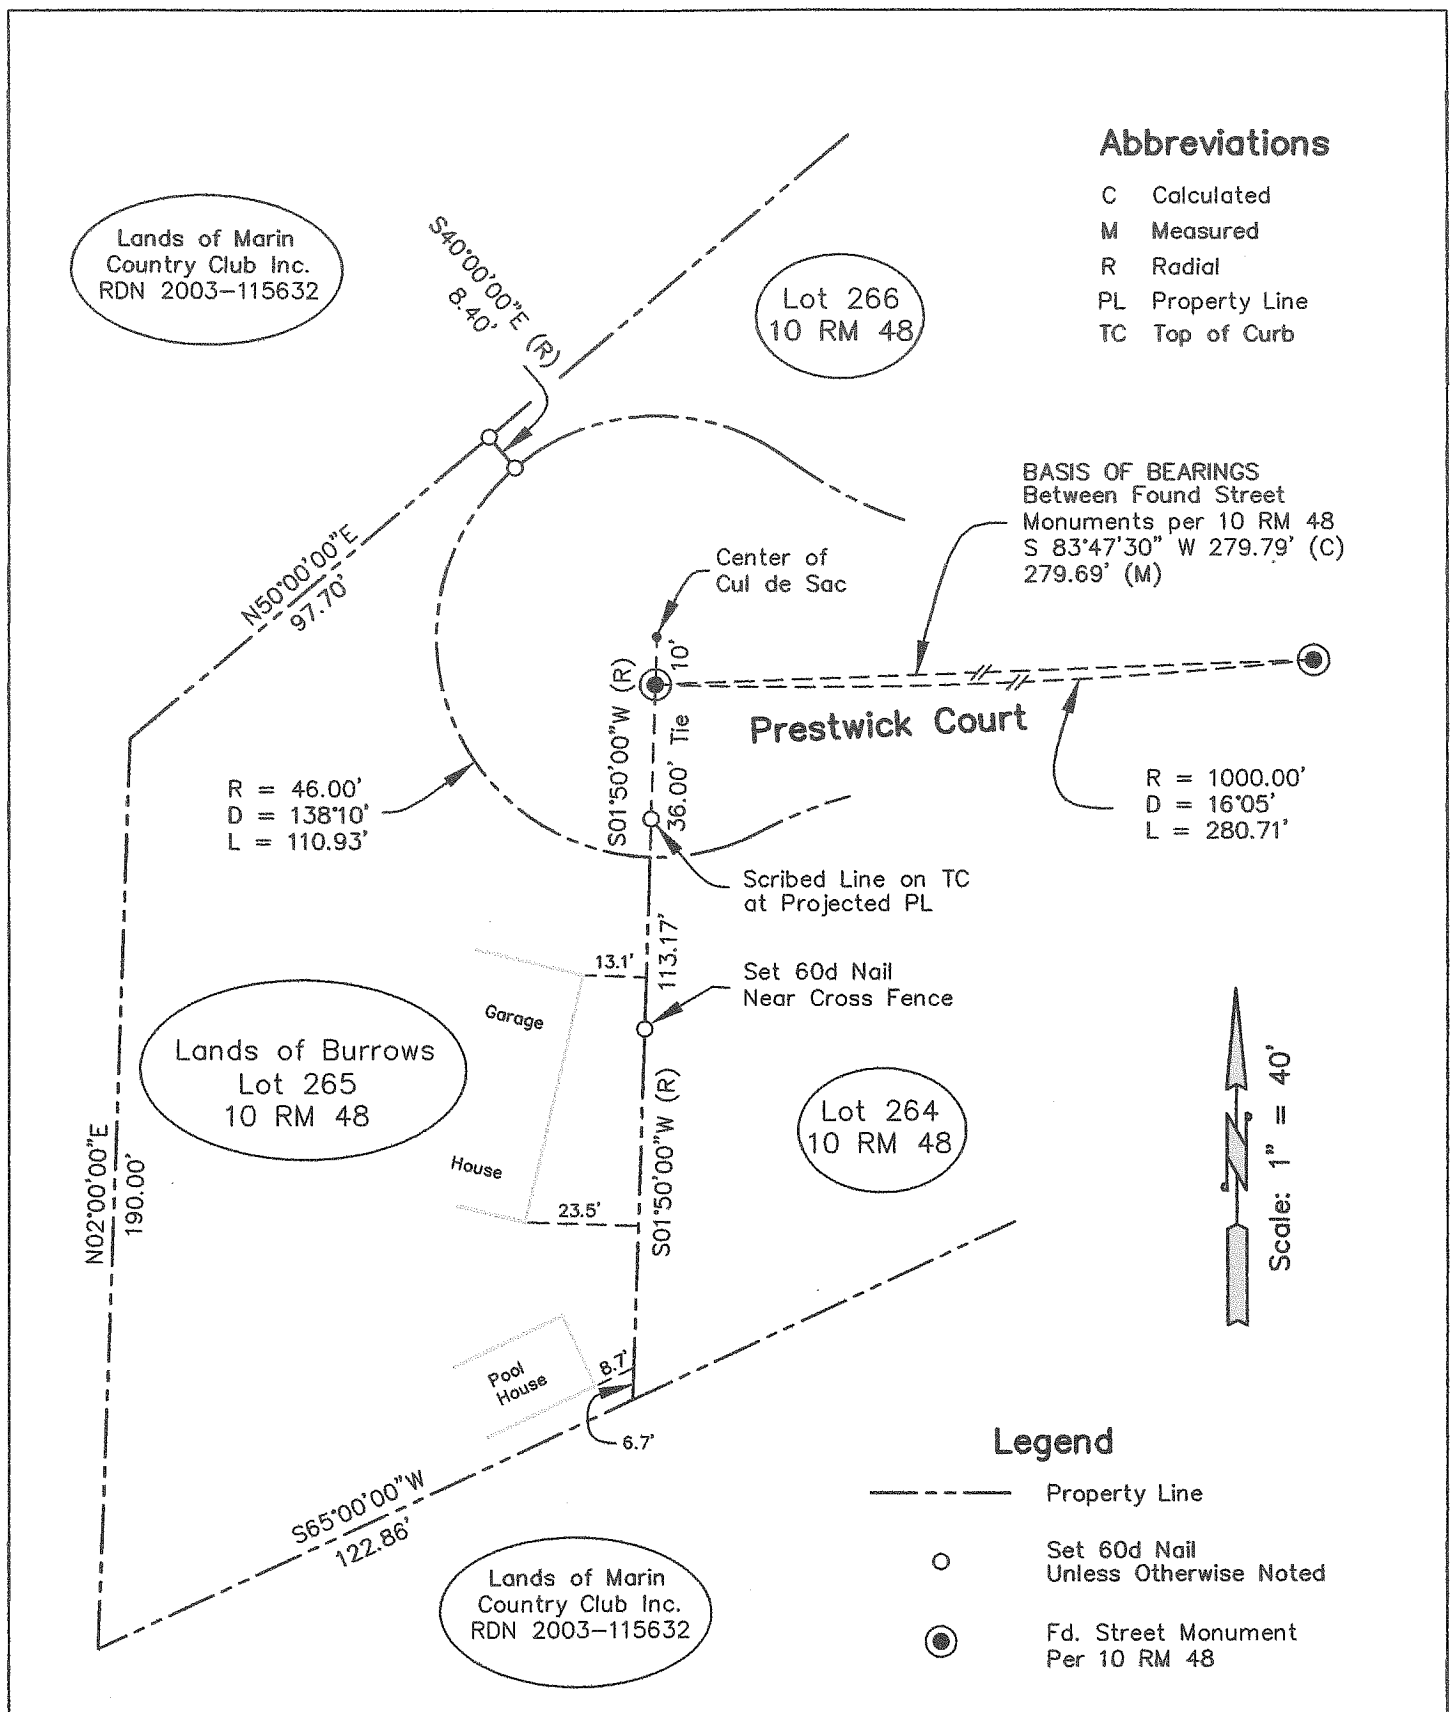 Abbreviations
C Calculated
M Measured
R Radial
PL Property Line
TC Top of Curb
Lands of Marin
Country Club Inc.
RDN 2003-115632
S40°00'00"E (R)
8.40'
Lot 266
10 RM 48
BASIS OF BEARINGS
Between Found Street
Monuments per 10 RM 48
S 83°47'30" W 279.79' (C)
279.69' (M)
Center of
Cul de Sac
N50°00'00"E
97.70'
10'
S01°50'00"W (R)
36.00' Tie
Prestwick Court
R = 46.00'
D = 138°10'
L = 110.93'
R = 1000.00'
D = 16°05'
L = 280.71'
Scribed Line on TC
at Projected PL
113.17'
13.1'
Set 60d Nail
Near Cross Fence
Garage
Lands of Burrows
Lot 265
10 RM 48
Lot 264
10 RM 48
N02°00'00"E
190.00'
House
23.5'
S01°50'00"W (R)
Scale: 1" = 40'
Pool
House
8.7'
6.7'
S65°00'00"W
122.86'
Lands of Marin
Country Club Inc.
RDN 2003-115632
Legend
Property Line
Set 60d Nail
Unless Otherwise Noted
Fd. Street Monument
Per 10 RM 48